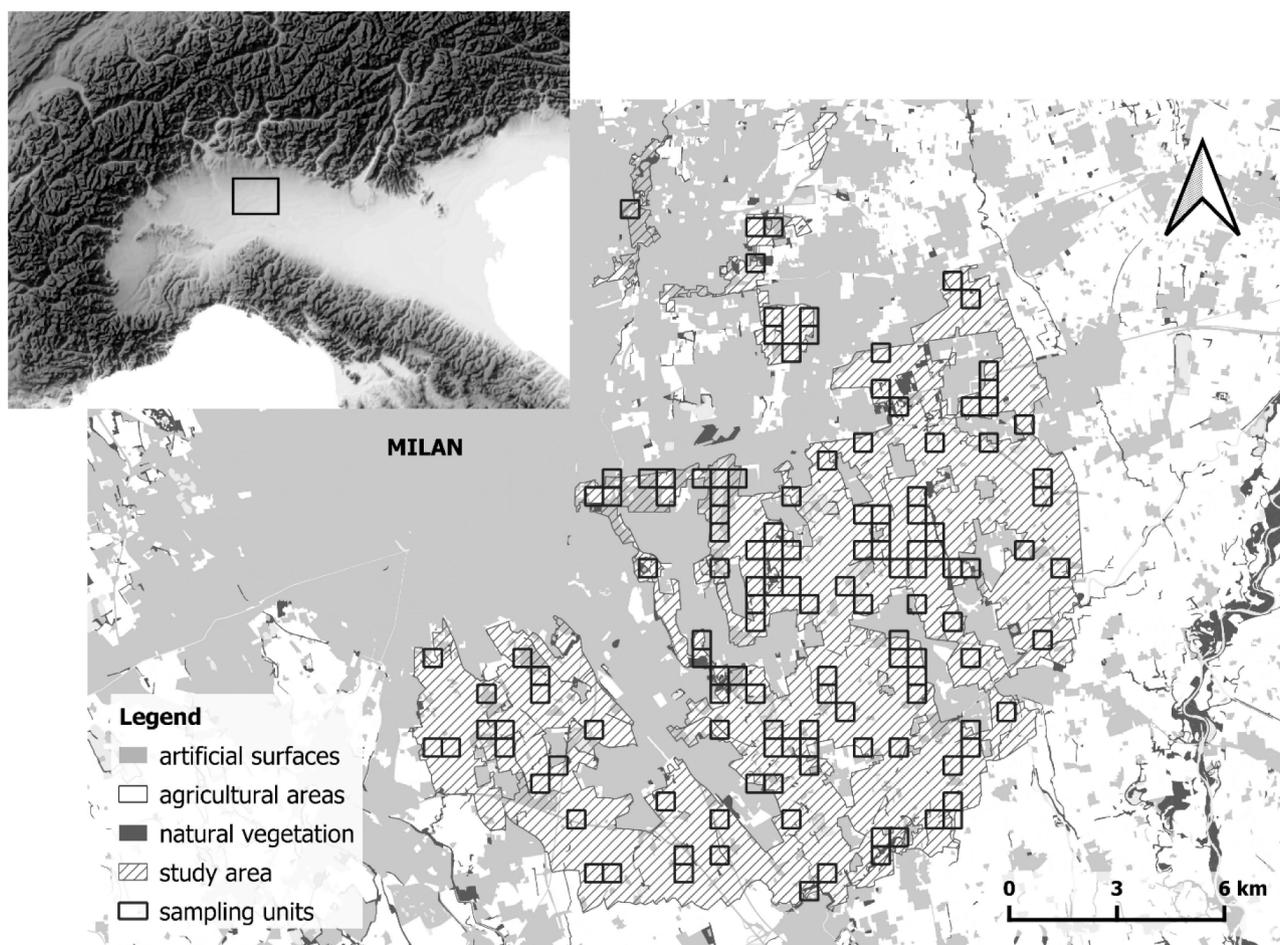 MILAN
Legend
artificial surfaces
agricultural areas
natural vegetation
study area
sampling units
0 3 6 km